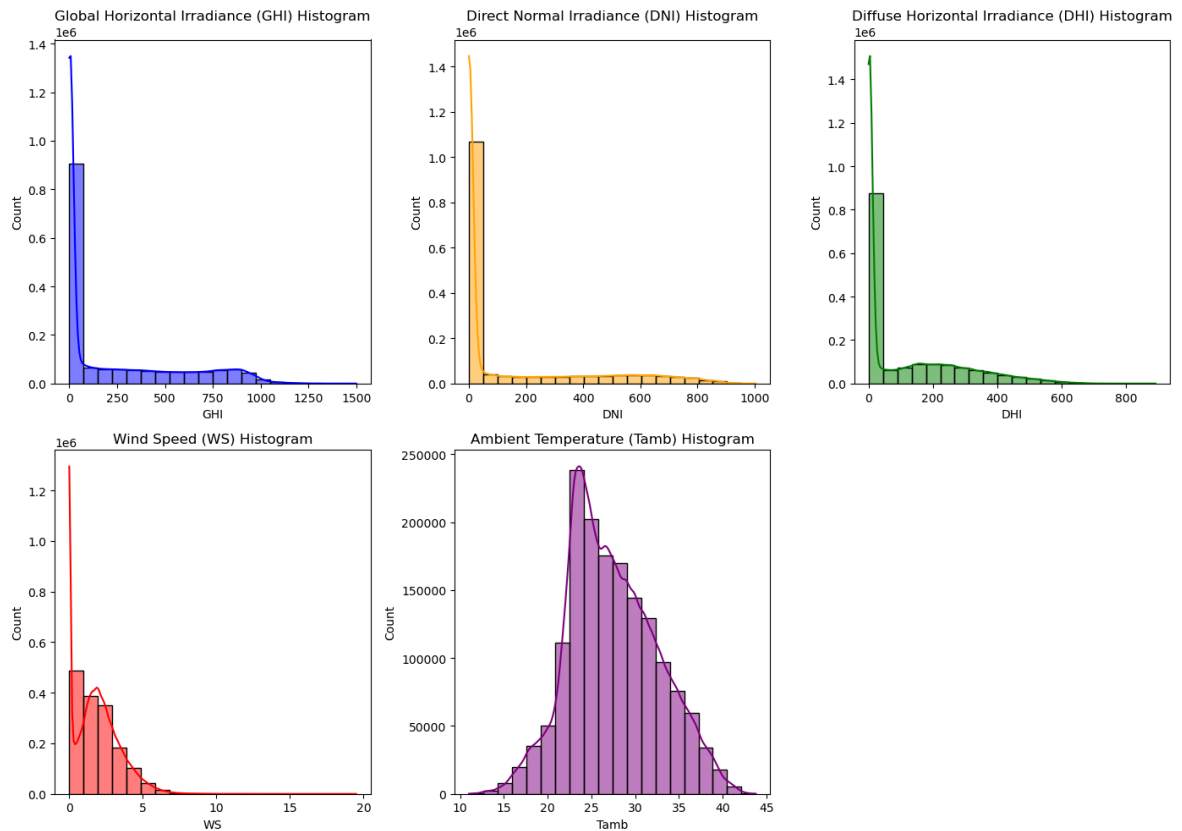 Global Horizontal Irradiance (GHI) Histogram
1e6
1.4
1.2
1.0
0.8
0.6
0.4
0.2
0.0
Count
0 250 500 750 1000 1250 1500
GHI
Direct Normal Irradiance (DNI) Histogram
1e6
1.4
1.2
1.0
0.8
0.6
0.4
0.2
0.0
Count
0 200 400 600 800 1000
DNI
Diffuse Horizontal Irradiance (DHI) Histogram
1e6
1.4
1.2
1.0
0.8
0.6
0.4
0.2
0.0
Count
0 200 400 600 800
DHI
Wind Speed (WS) Histogram
1e6
1.2
1.0
0.8
0.6
0.4
0.2
0.0
Count
0 5 10 15 20
WS
Ambient Temperature (Tamb) Histogram
250000
200000
150000
100000
50000
0
Count
10 15 20 25 30 35 40 45
Tamb